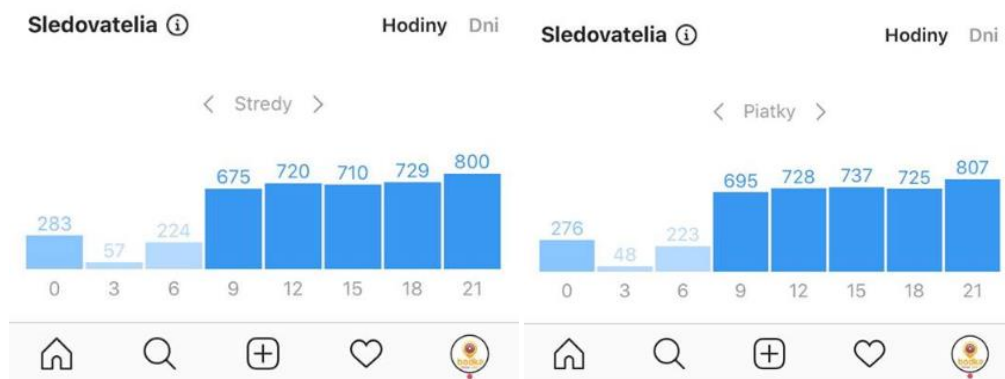 Sledovatelia Hodiny Dni
Stredy
283 57 224 675 720 710 729 800
0 3 6 9 12 15 18 21
Sledovatelia Hodiny Dni
Piatky
276 48 223 695 728 737 725 807
0 3 6 9 12 15 18 21